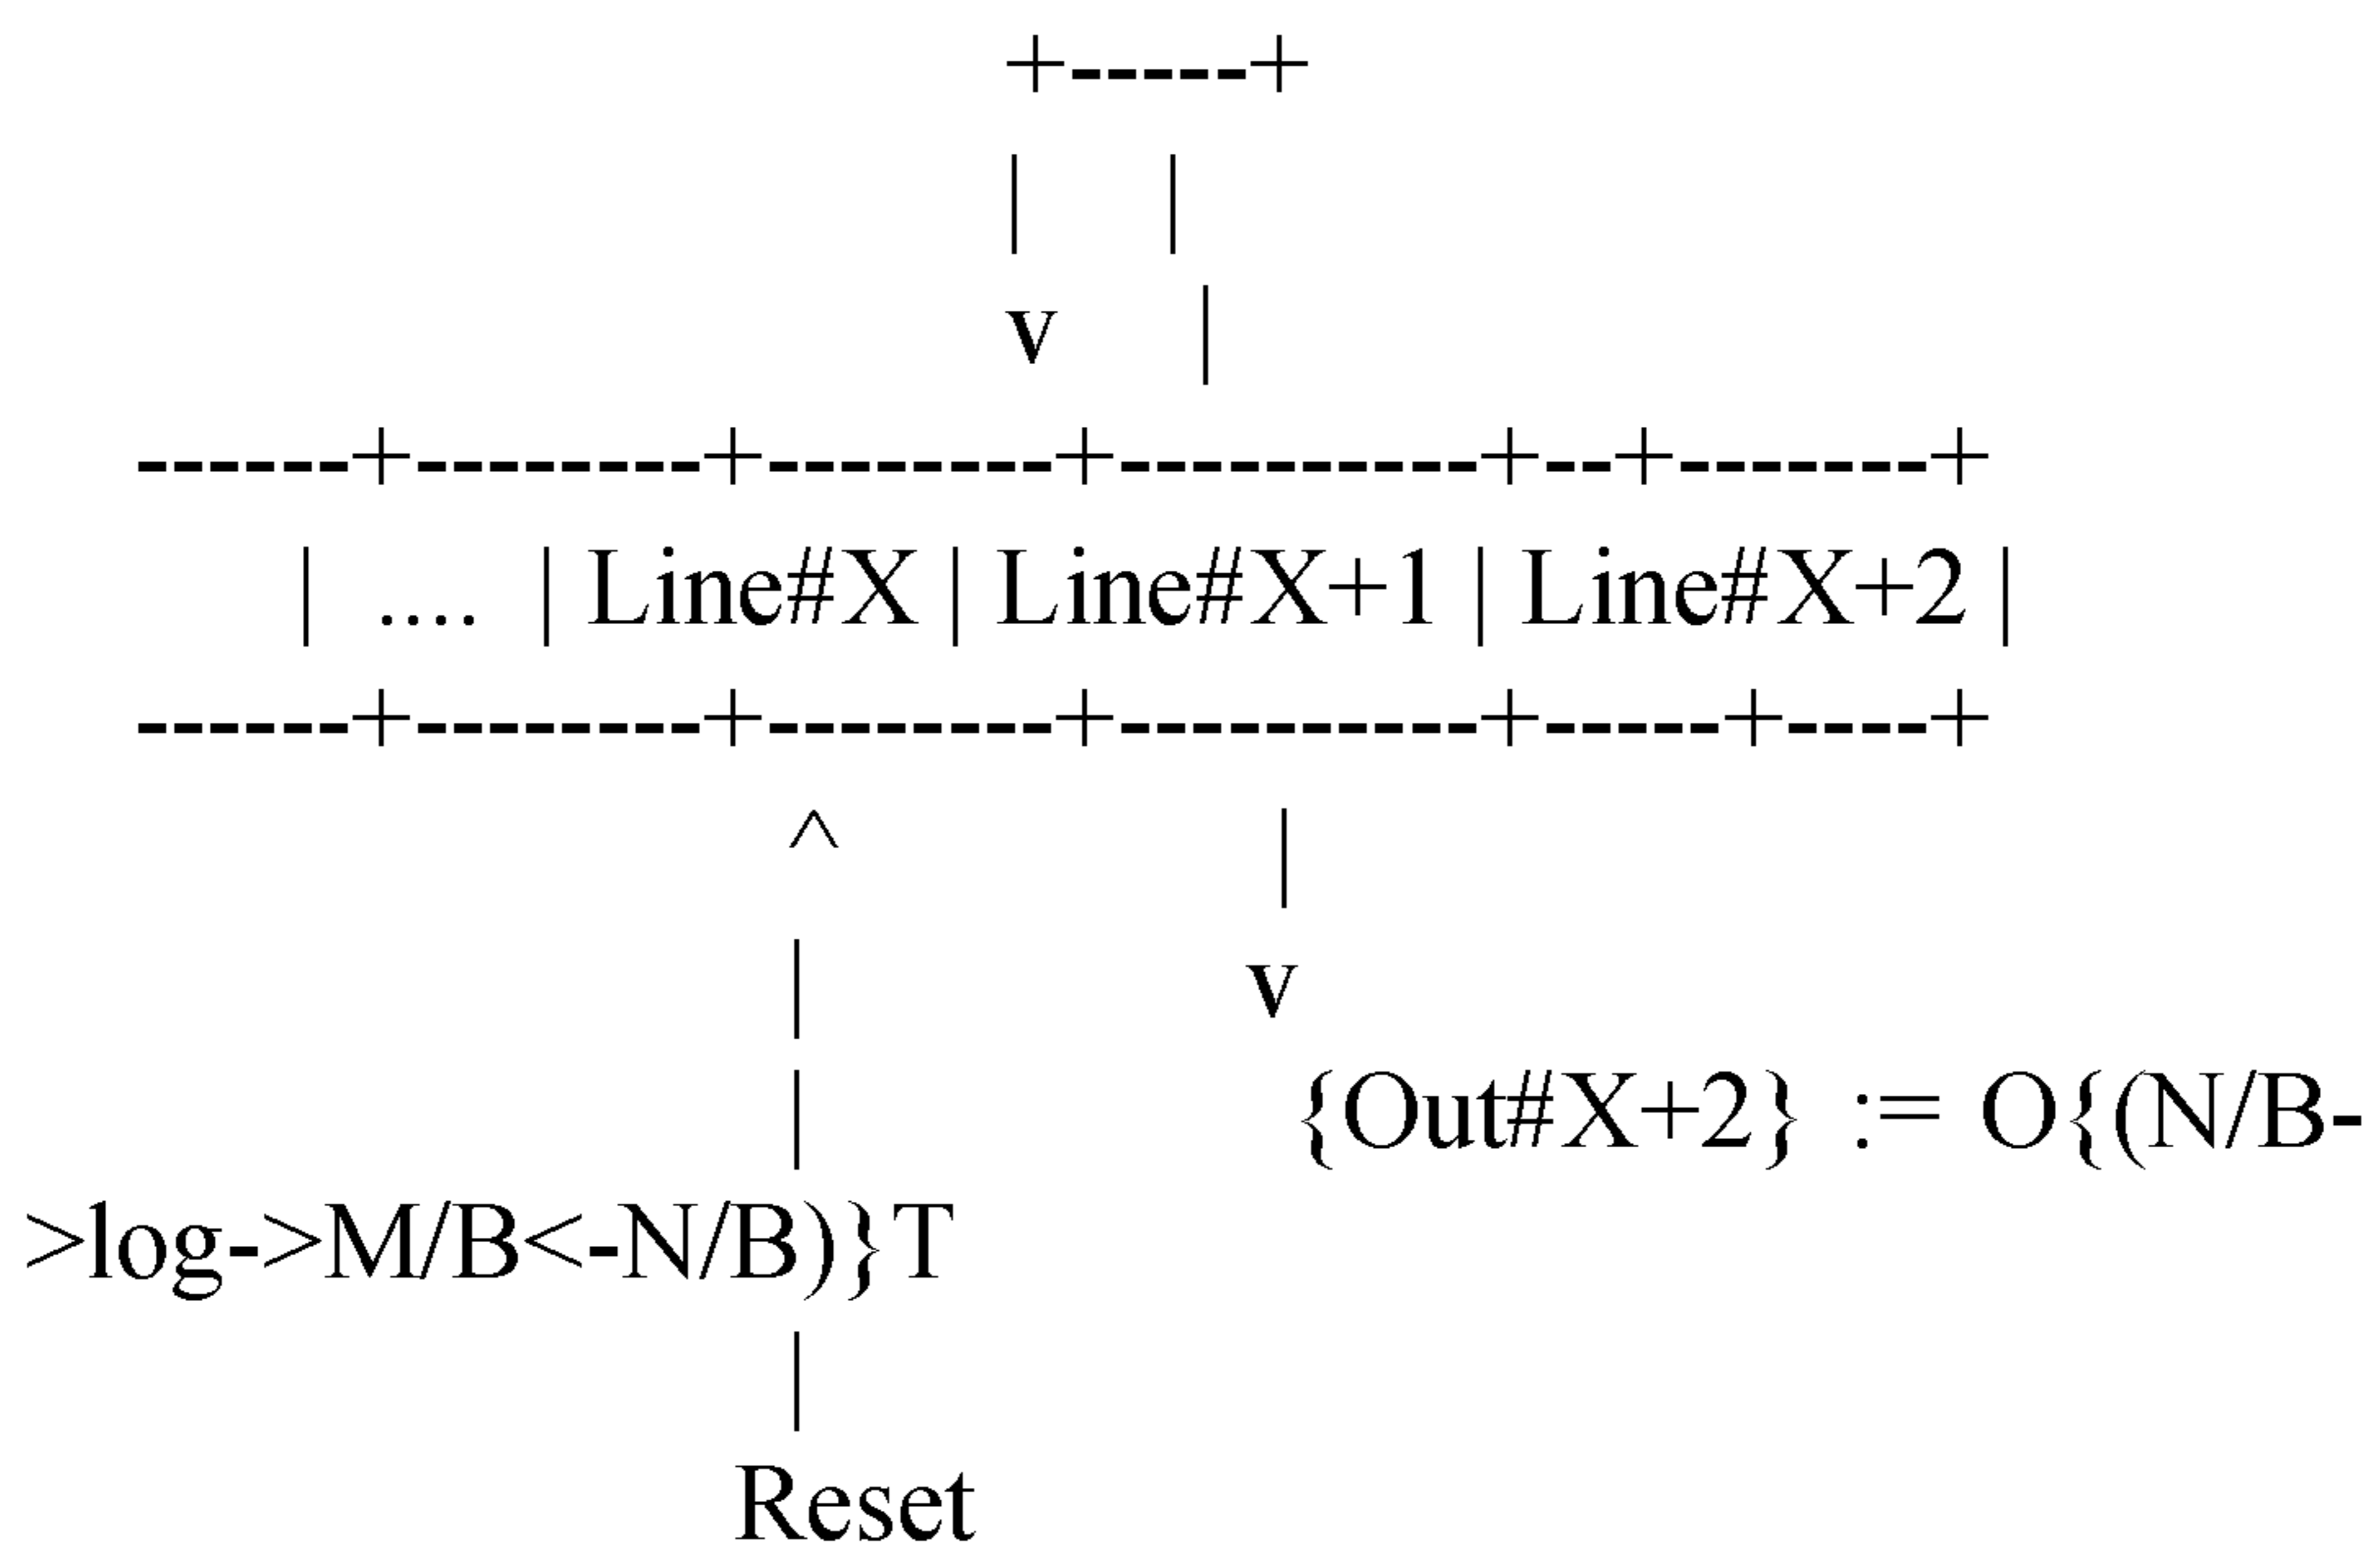 +-----+
| |
v |
------+--------+--------+----------+--+-------+
| .... | Line#X | Line#X+1 | Line#X+2 |
------+--------+--------+----------+-----+----+
^ |
| v
| {Out#X+2} := O{(N/B-
>log->M/B<-N/B)}T
|
Reset